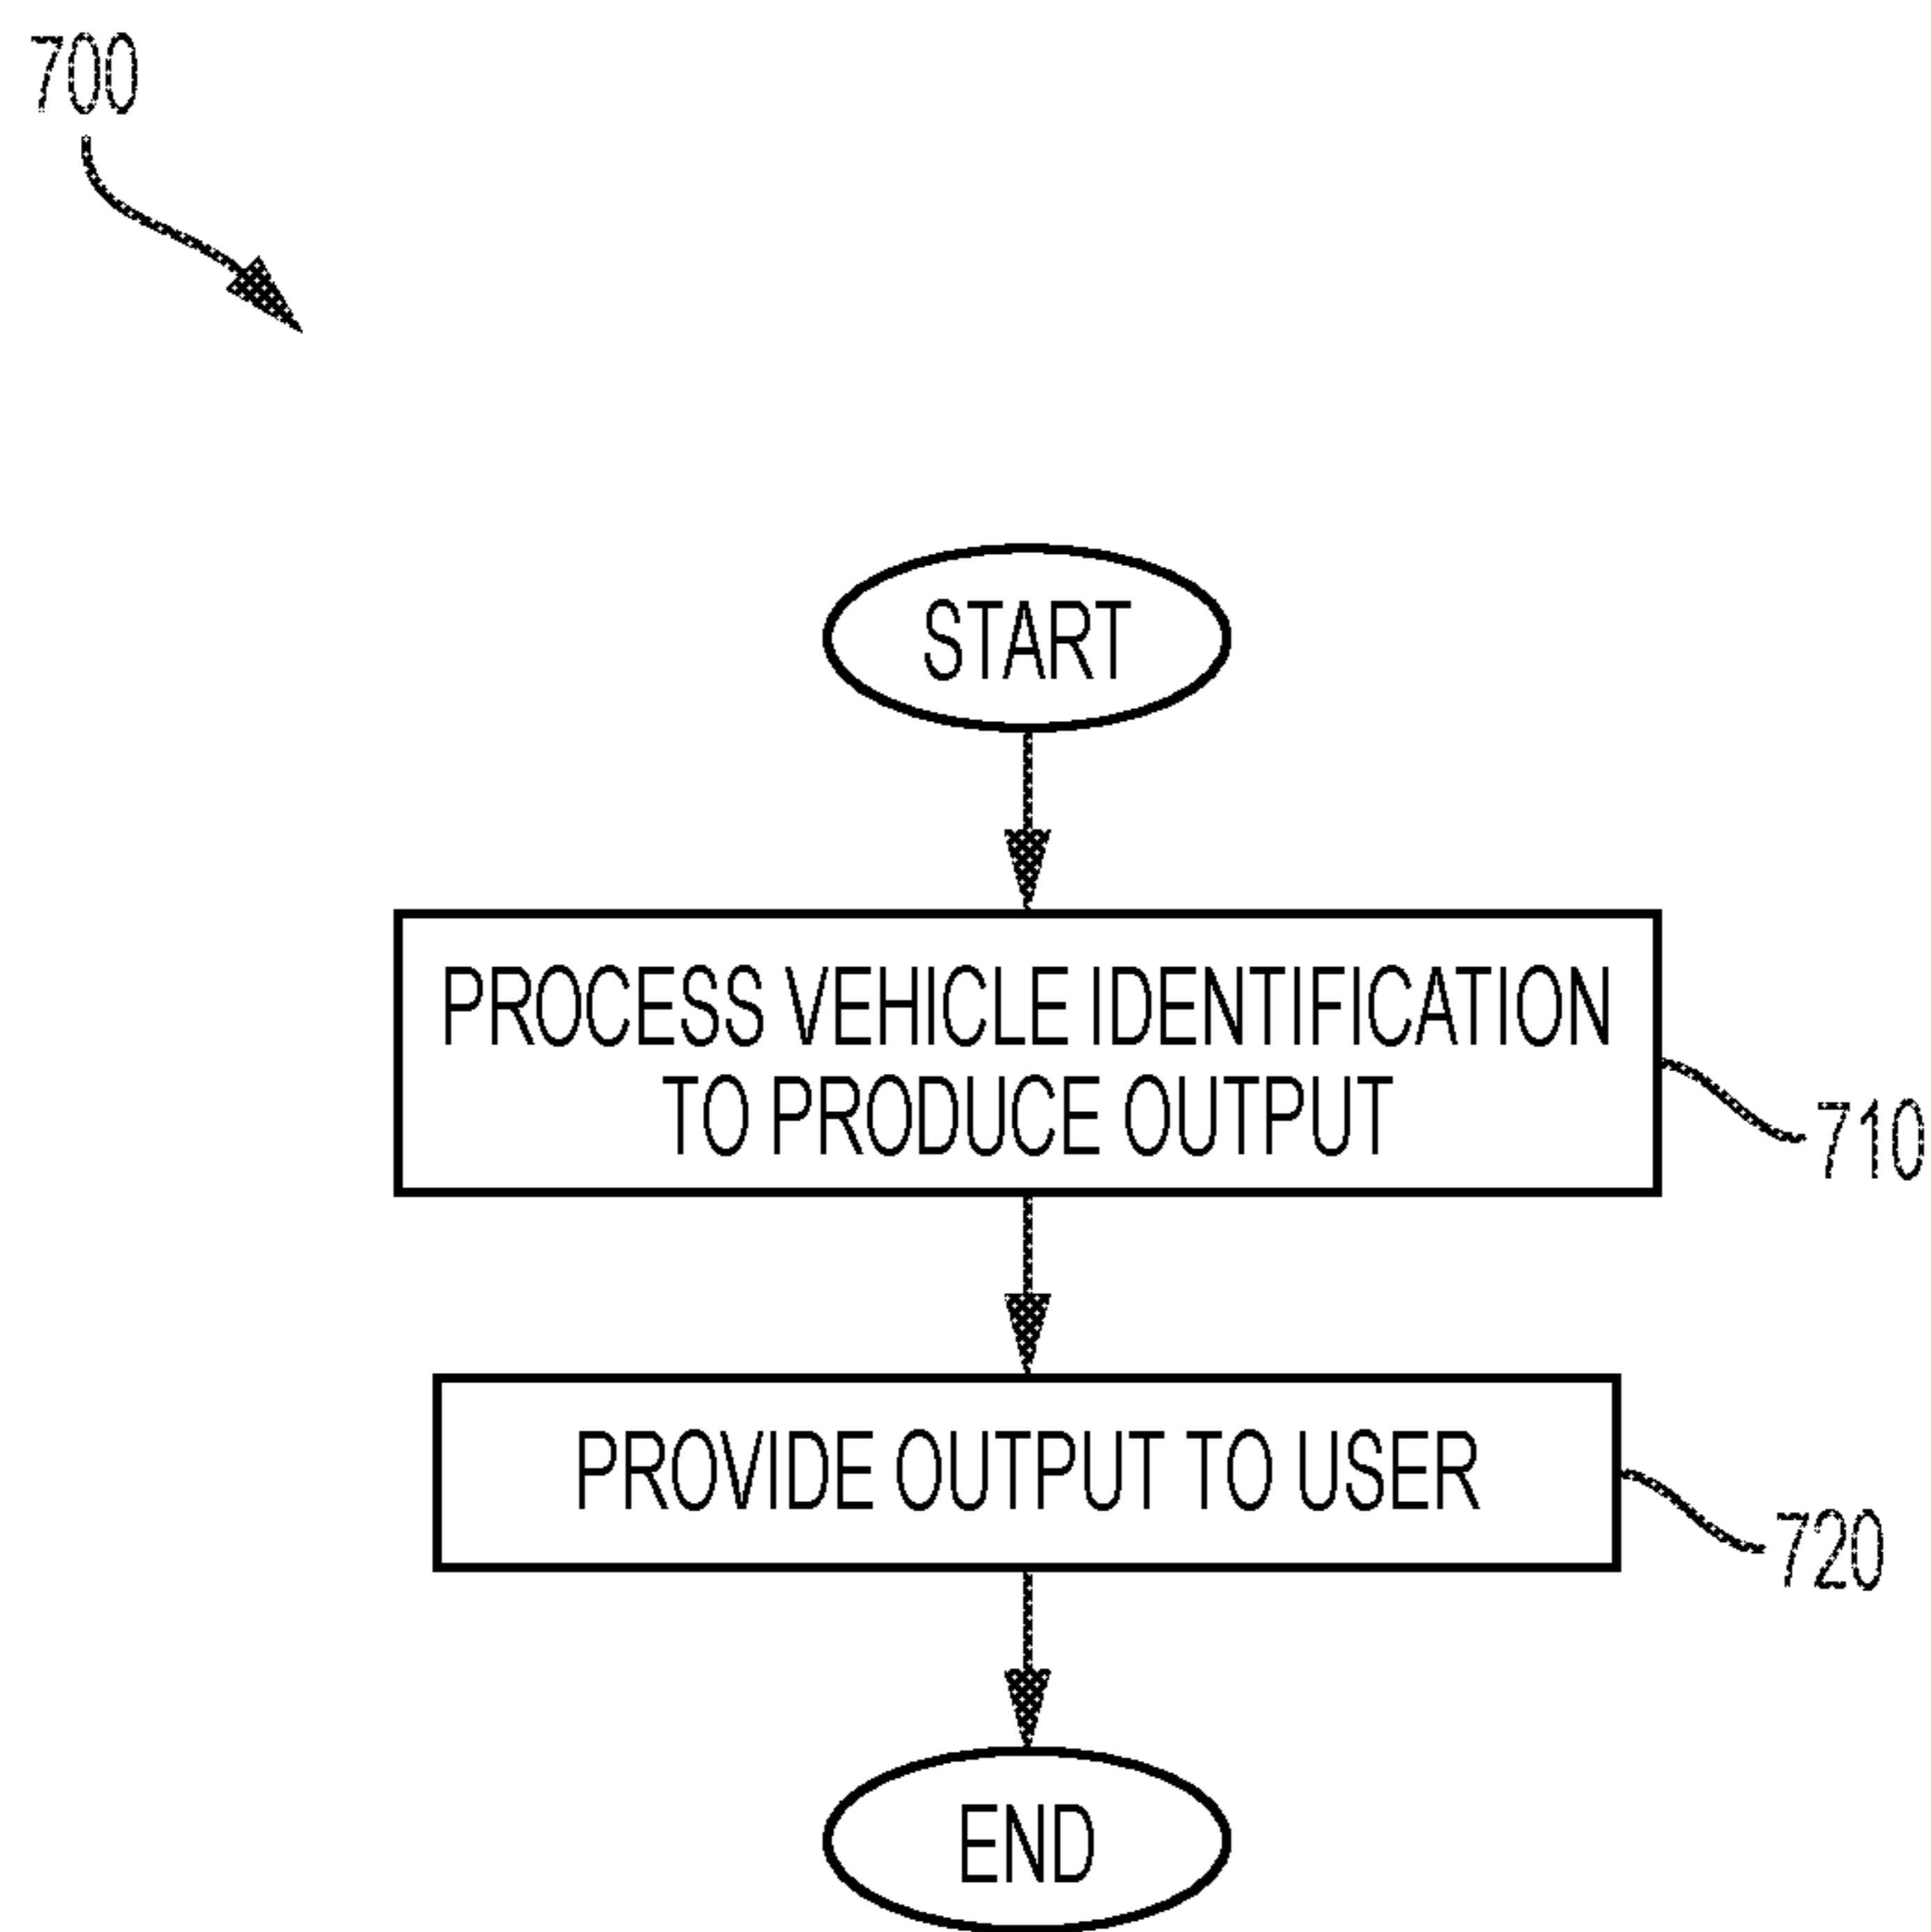 700
START
PROCESS VEHICLE IDENTIFICATION
TO PRODUCE OUTPUT
710
PROVIDE OUTPUT TO USER
720
END